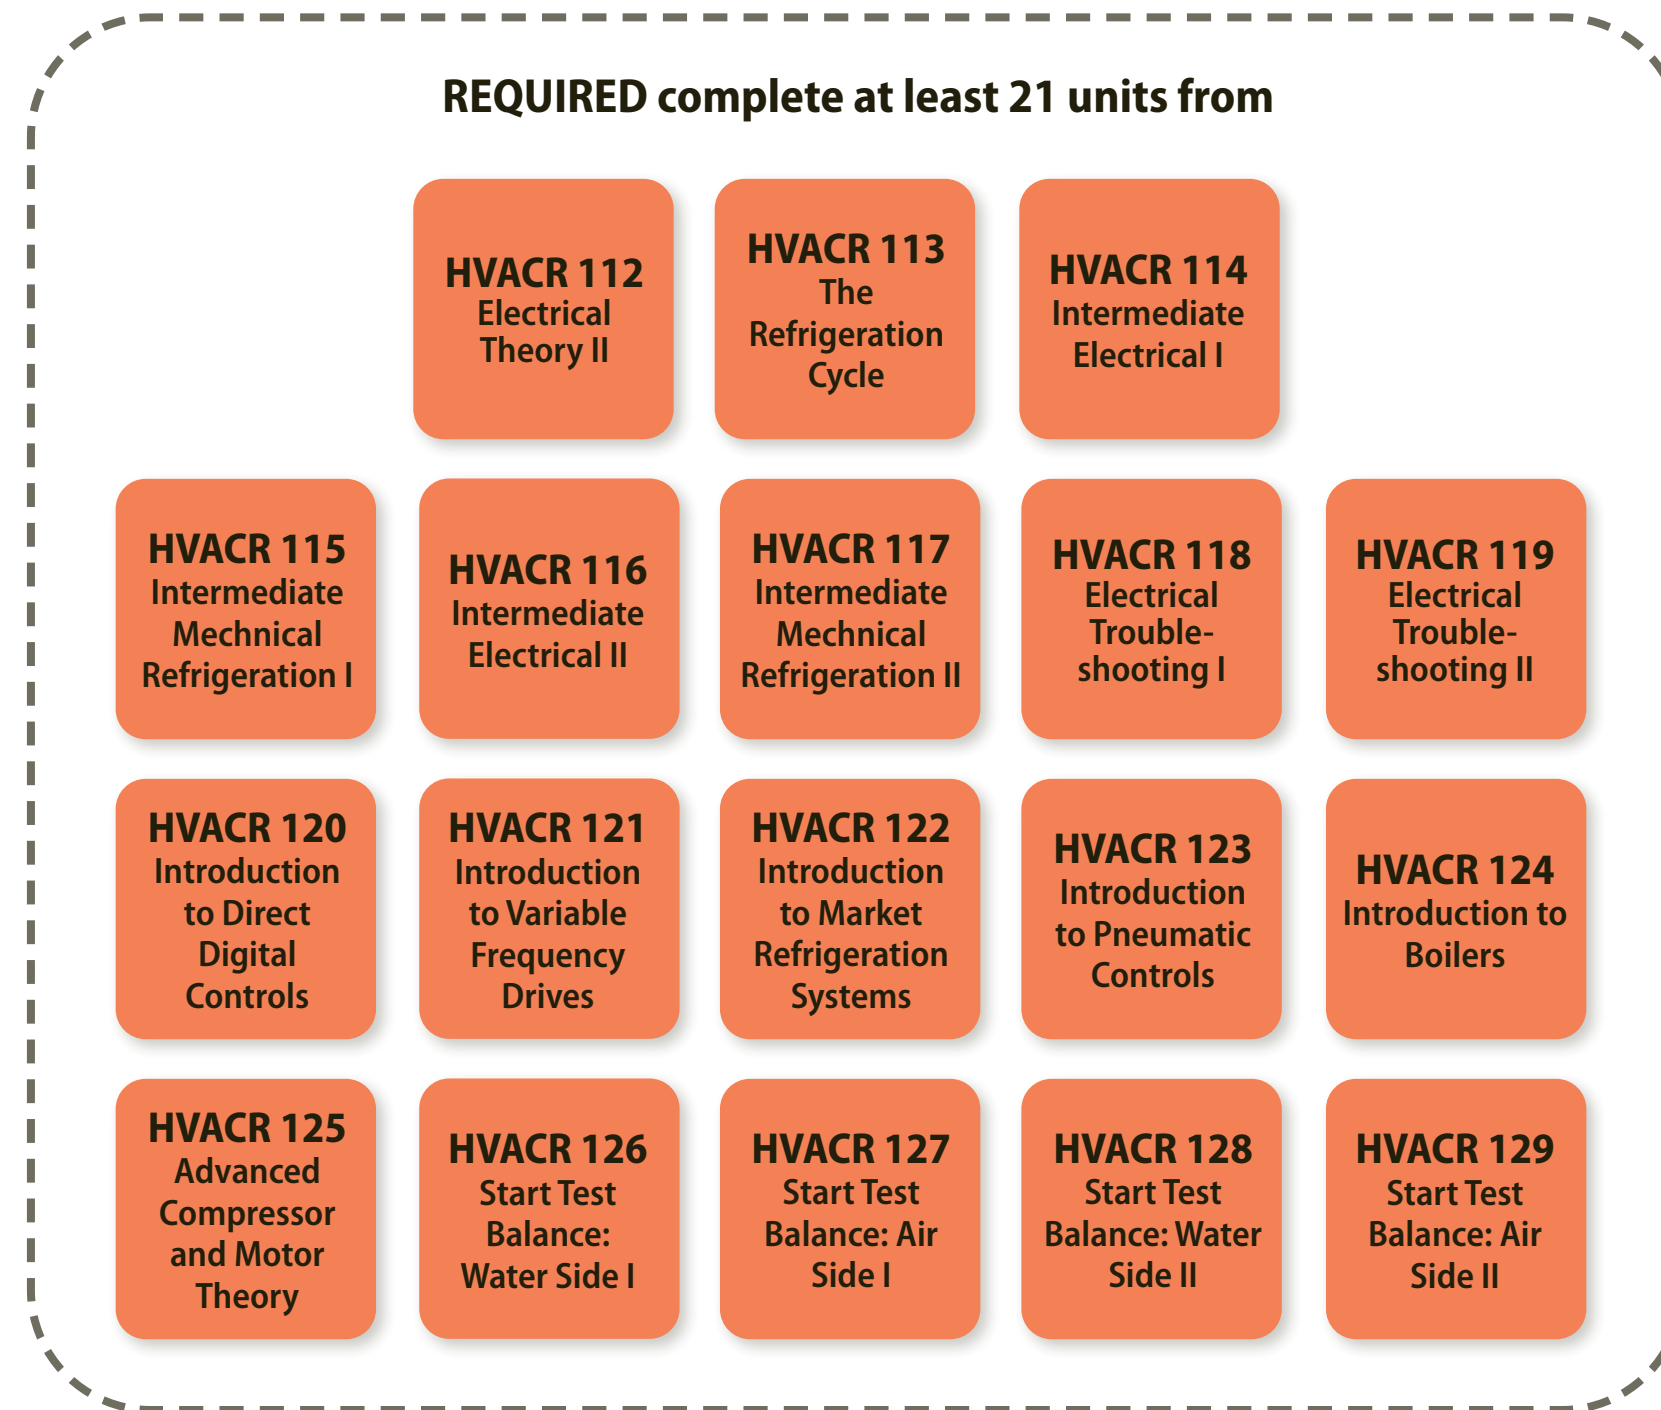 REQUIRED complete at least 21 units from
HVACR 112
Electrical
Theory II
HVACR 113
The
Refrigeration
Cycle
HVACR 114
Intermediate
Electrical I
HVACR 115
Intermediate
Mechnical
Refrigeration I
HVACR 116
Intermediate
Electrical II
HVACR 117
Intermediate
Mechnical
Refrigeration II
HVACR 118
Electrical
Trouble-
shooting I
HVACR 119
Electrical
Trouble-
shooting II
HVACR 120
Introduction
to Direct
Digital
Controls
HVACR 121
Introduction
to Variable
Frequency
Drives
HVACR 122
Introduction
to Market
Refrigeration
Systems
HVACR 123
Introduction
to Pneumatic
Controls
HVACR 124
Introduction to
Boilers
HVACR 125
Advanced
Compressor
and Motor
Theory
HVACR 126
Start Test
Balance:
Water Side I
HVACR 127
Start Test
Balance: Air
Side I
HVACR 128
Start Test
Balance: Water
Side II
HVACR 129
Start Test
Balance: Air
Side II